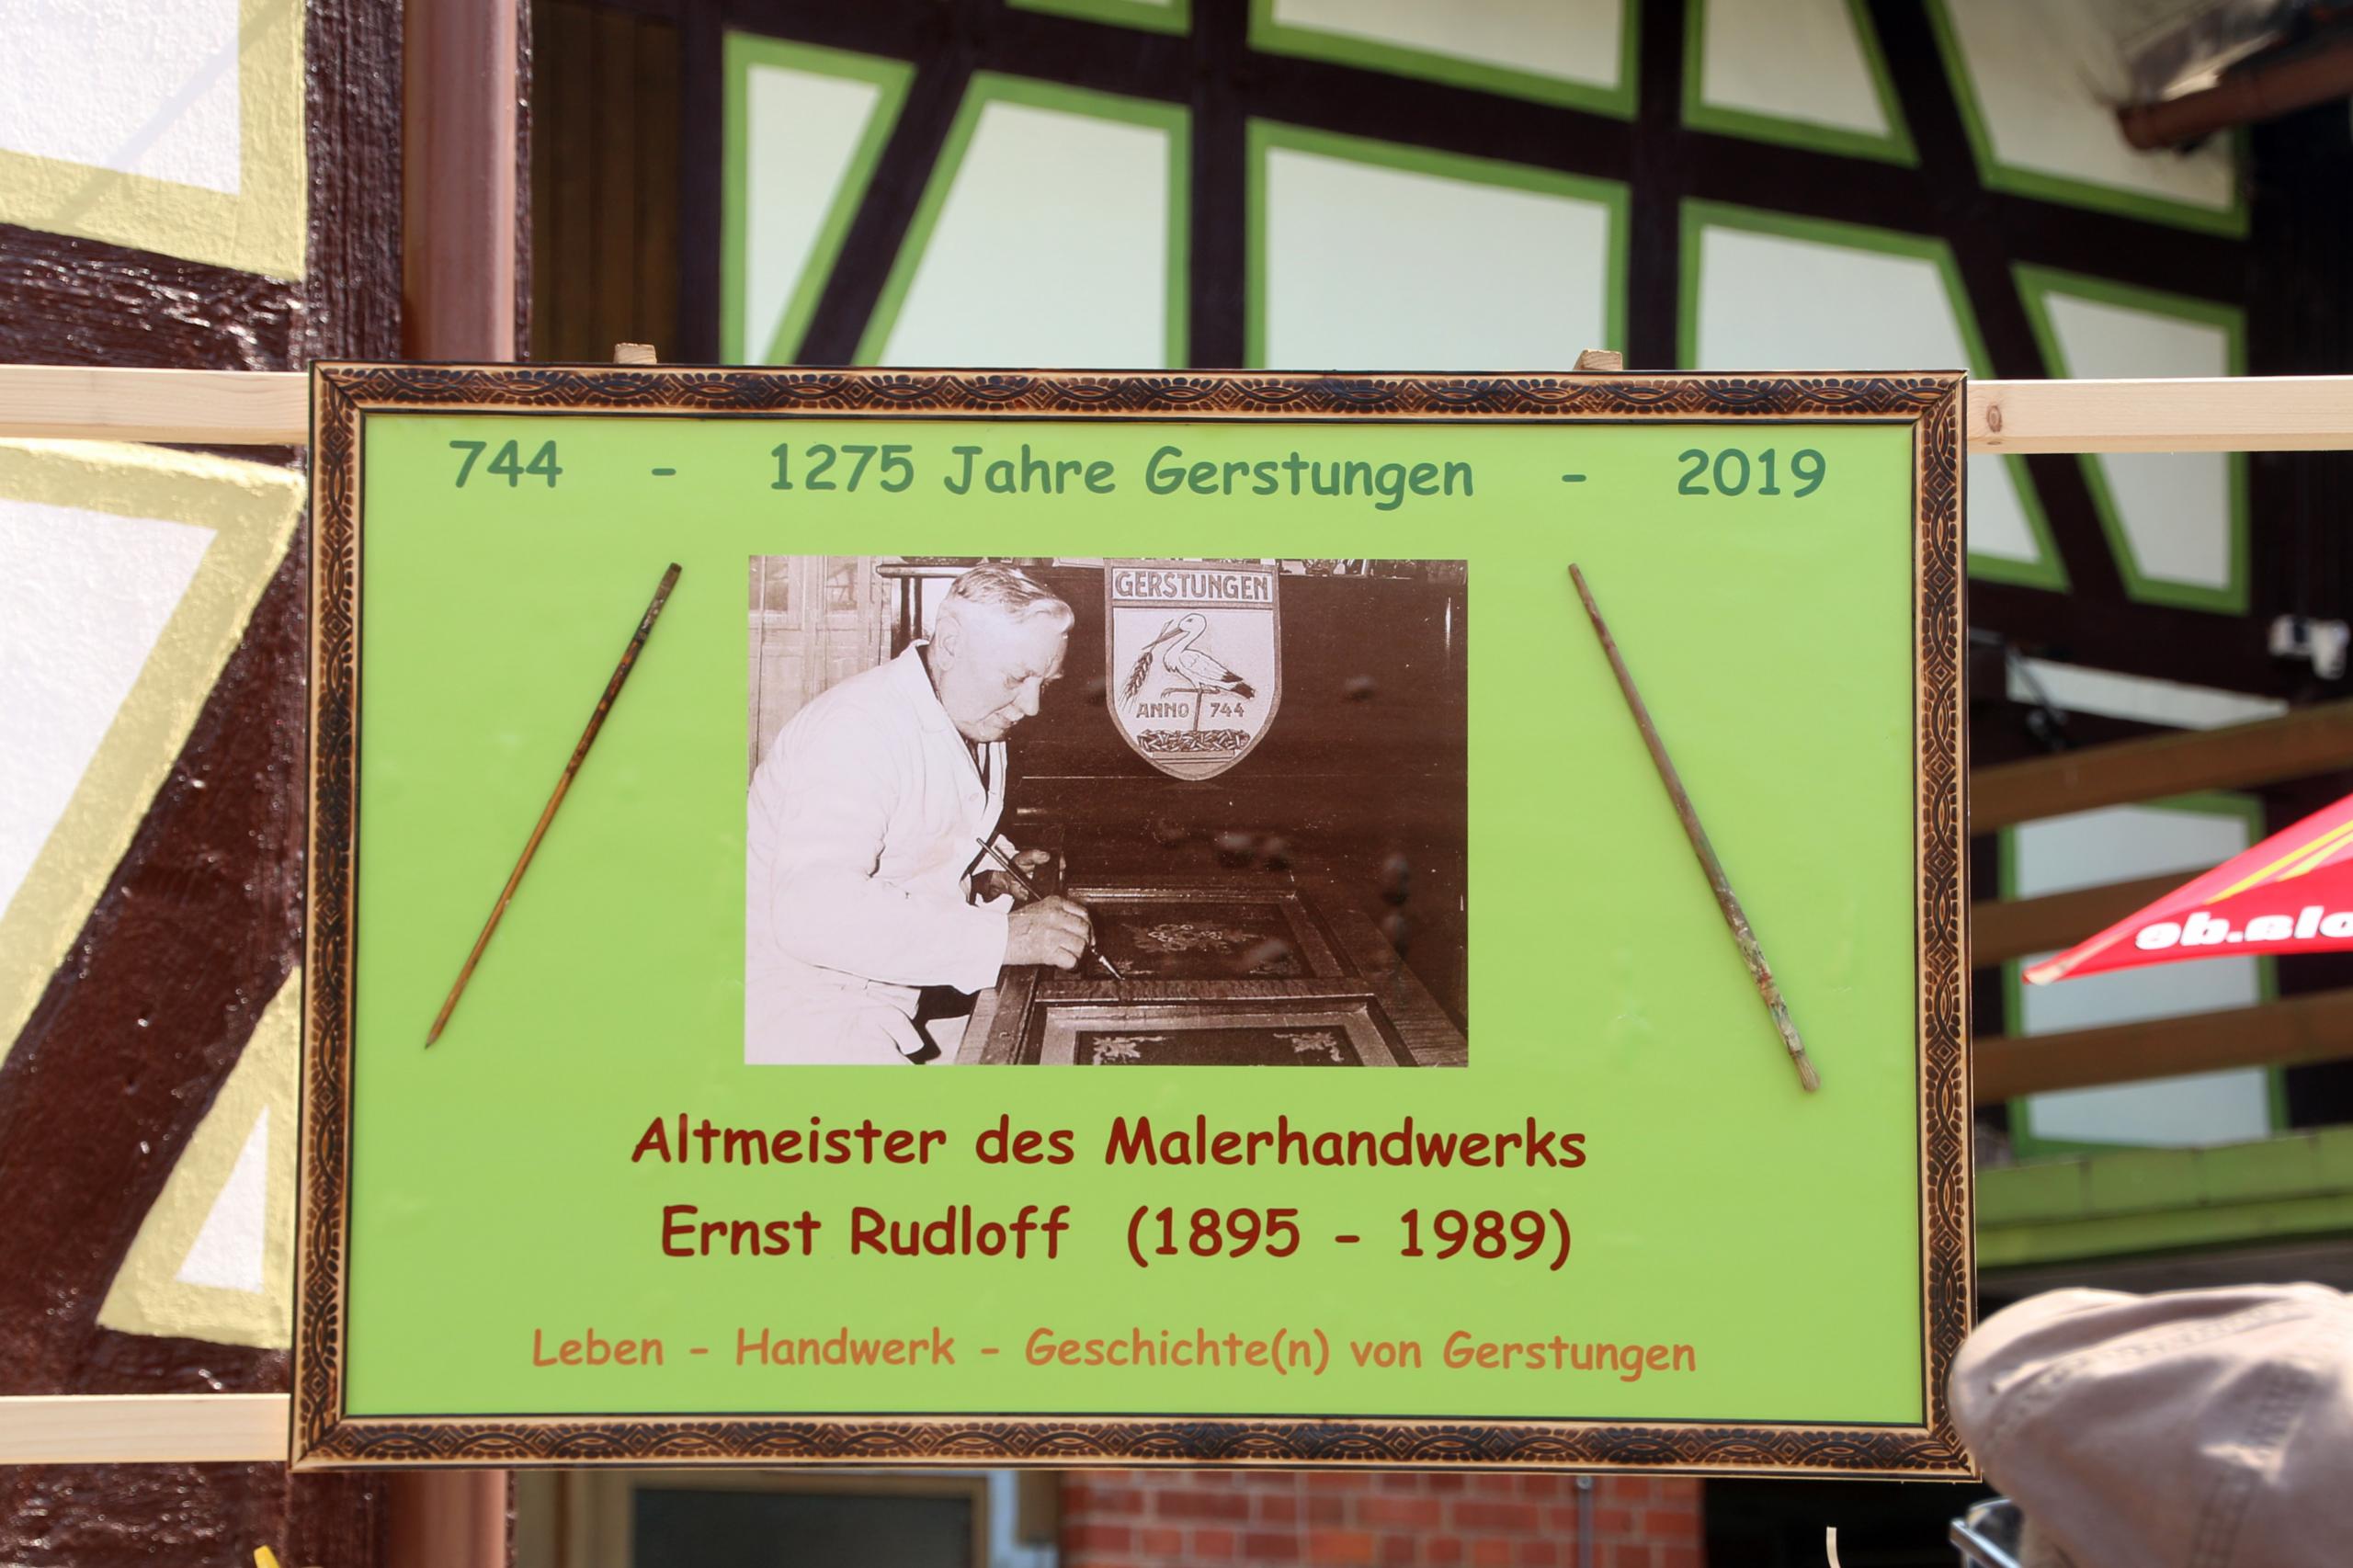 744 - 1275 Jahre Gerstungen - 2019
GERSTUNGEN
ANNO 744
Altmeister des Malerhandwerks
Ernst Rudloff (1895 - 1989)
Leben - Handwerk - Geschichte(n) von Gerstungen